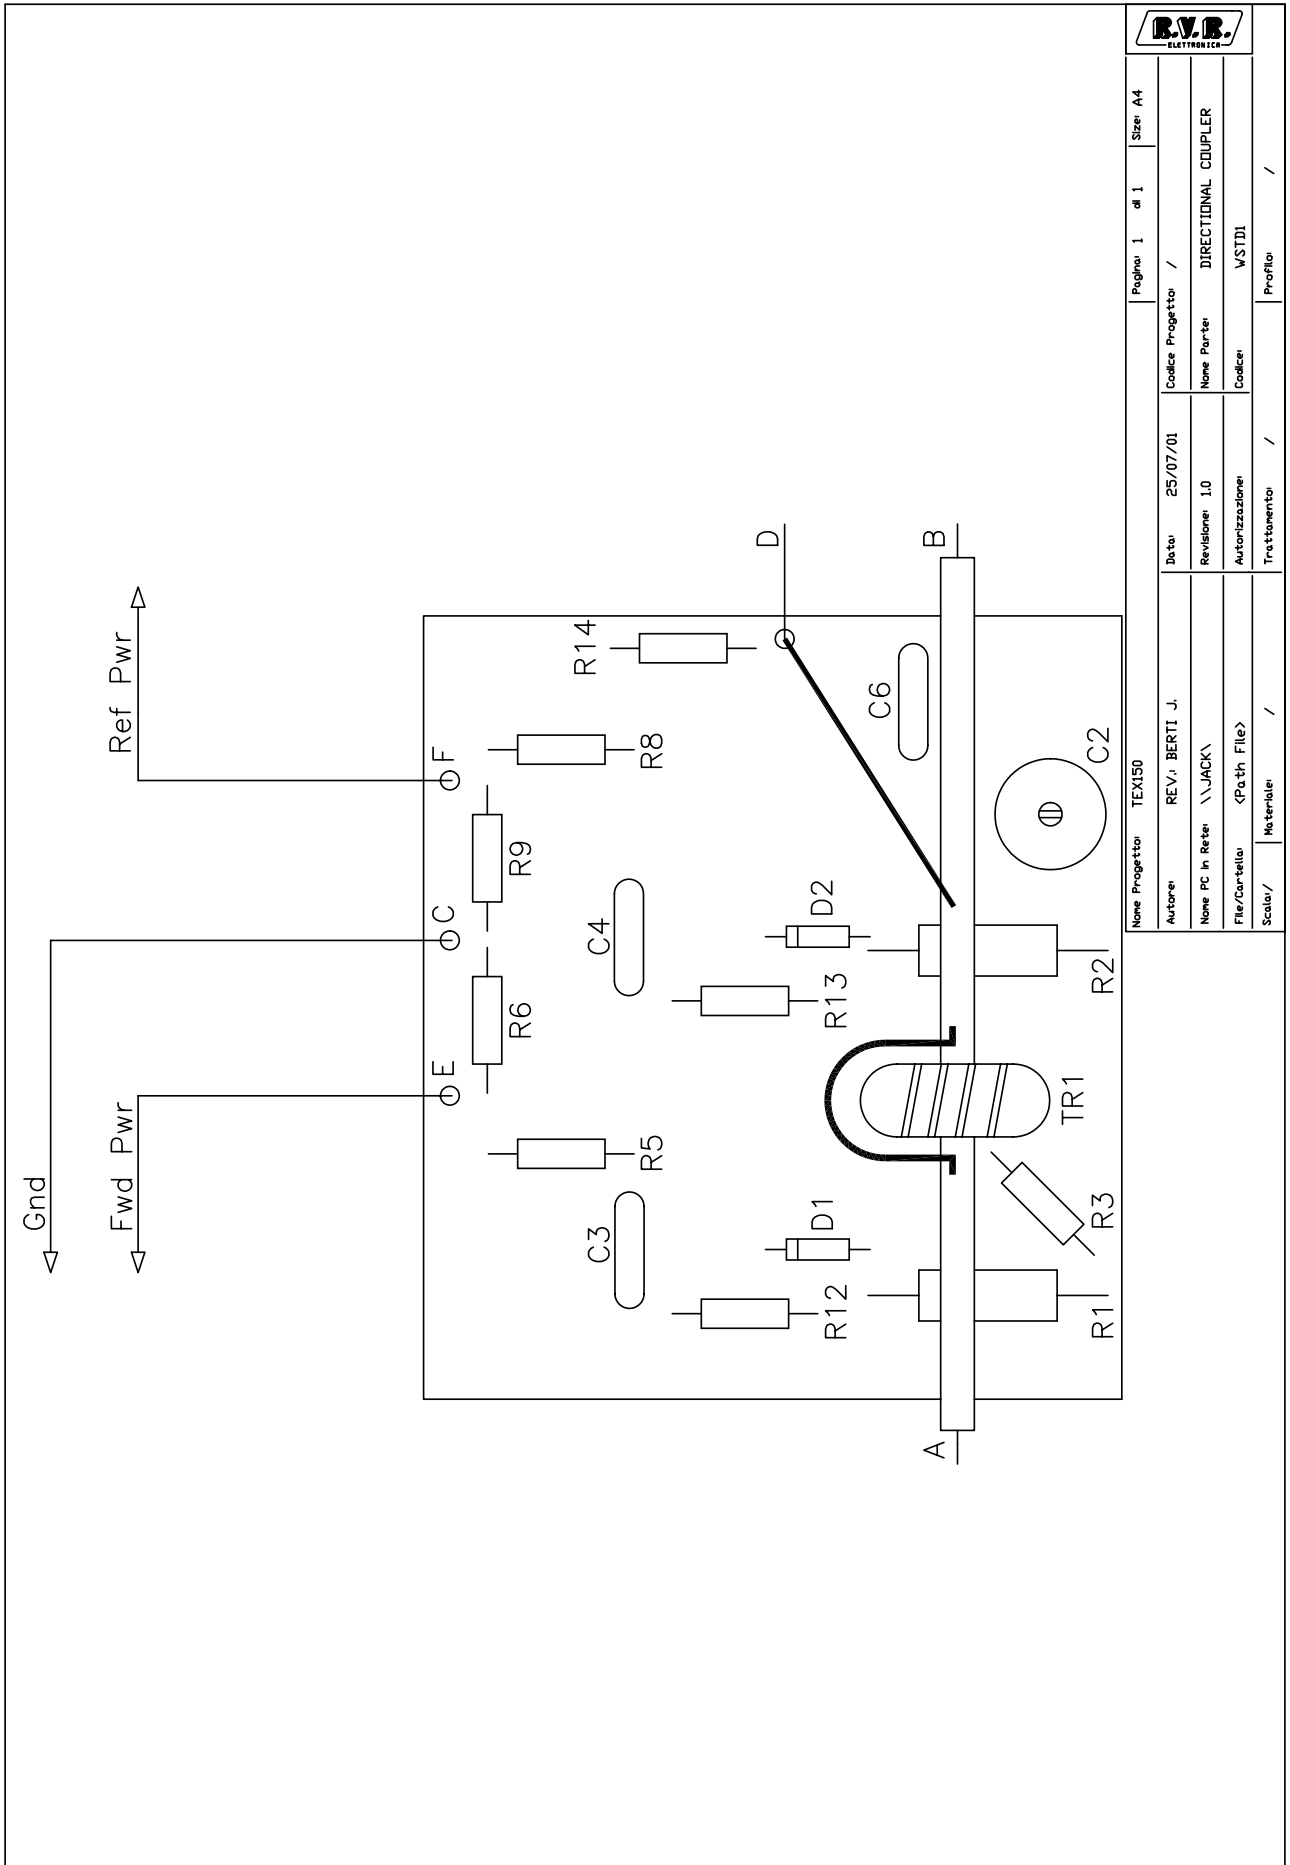 Gnd
Fwd Pwr
Ref Pwr
E
C
F
R6
R9
R5
R8
R14
C3
C4
R12
D1
R13
D2
D
C6
A
B
R1
R3
TR1
R2
C2
R.V.R.
ELETTRONICA
Nome Progetto: TEX150
Pagina: 1 di 1
Size: A4
Autore: REV.: BERTI J.
Data: 25/07/01
Codice Progetto: /
Nome PC in Rete: \\JACK\
Revisione: 1.0
Nome Parte: DIRECTIONAL COUPLER
File/Cartella: <Path File>
Autorizzazione:
Codice: WSTD1
Scala: /
Materiale: /
Trattamento: /
Profilo: /